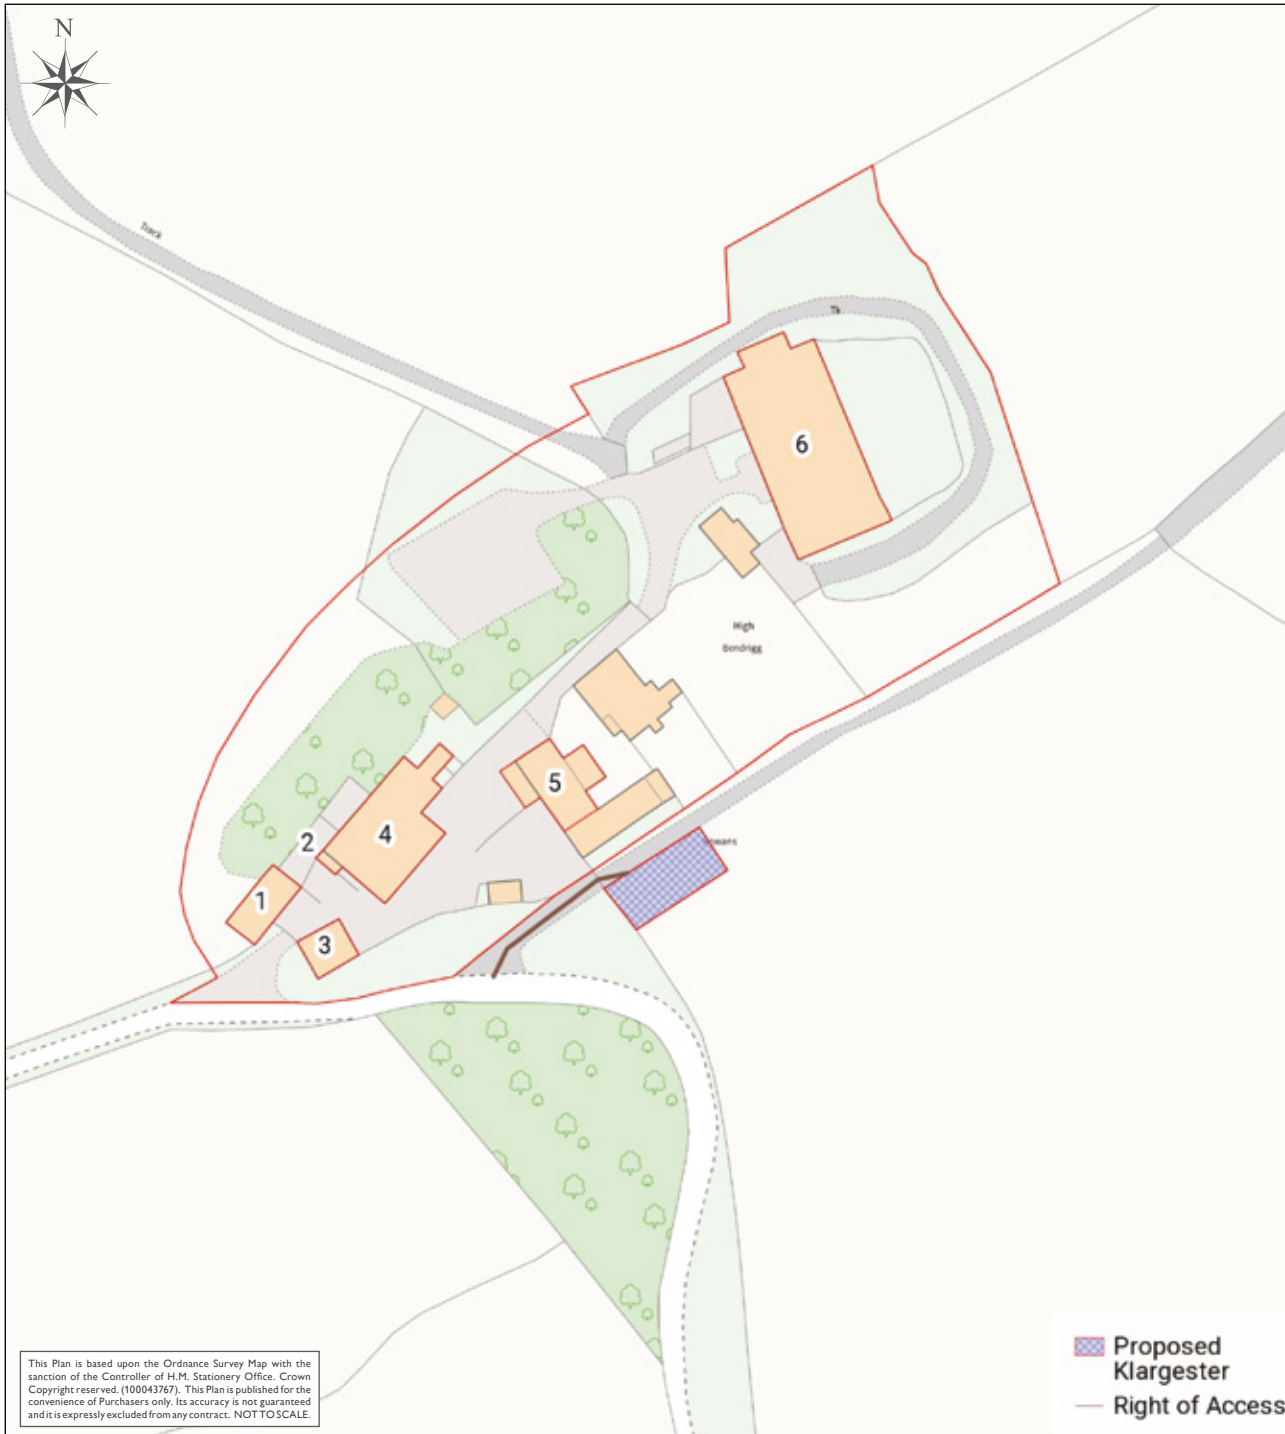 N
Track
Tk
6
High
Bendrigg
5
4
2
1
3
This Plan is based upon the Ordnance Survey Map with the
sanction of the Controller of H.M. Stationery Office. Crown
Copyright reserved. (100043767). This Plan is published for the
convenience of Purchasers only. Its accuracy is not guaranteed
and it is expressly excluded from any contract. NOT TO SCALE.
Proposed
Klargester
Right of Access